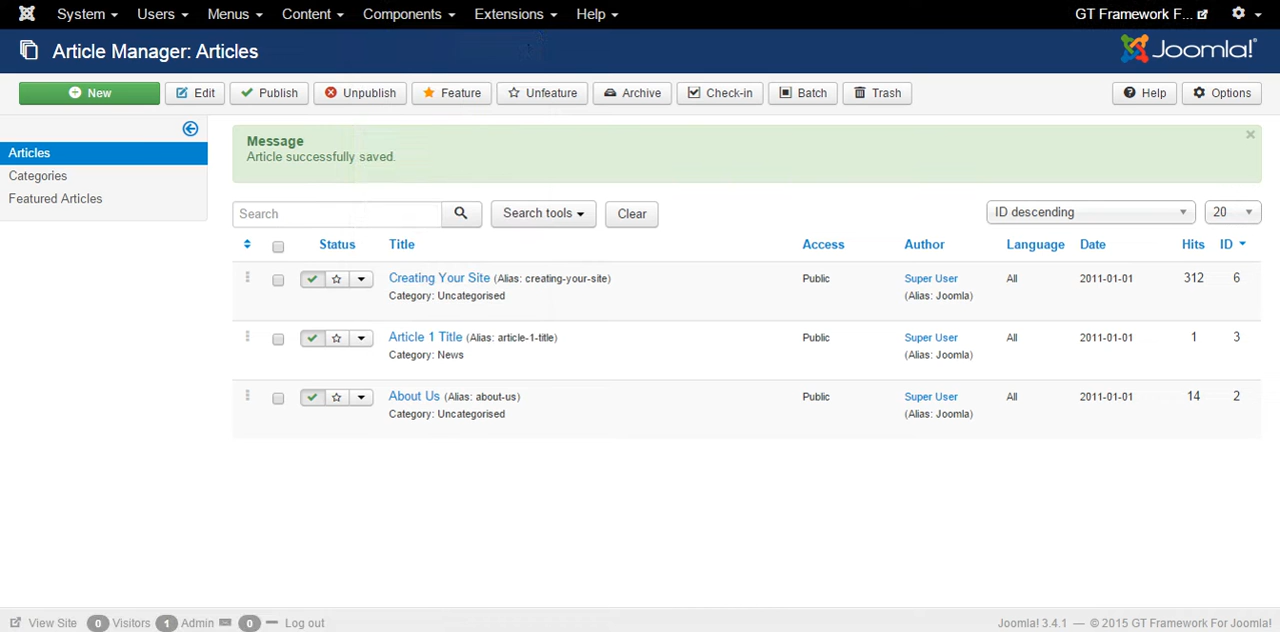 System Users Menus Content Components Extensions Help GT Framework F...
Article Manager: Articles Joomla!®
New Edit Publish Unpublish Feature Unfeature Archive Check-in Batch Trash Help Options
Articles
Categories
Featured Articles
Message ×
Article successfully saved.
Search Search tools Clear ID descending 20
Status Title Access Author Language Date Hits ID
Creating Your Site (Alias: creating-your-site) Public Super User All 2011-01-01 312 6
Category: Uncategorised (Alias: Joomla)
Article 1 Title (Alias: article-1-title) Public Super User All 2011-01-01 1 3
Category: News (Alias: Joomla)
About Us (Alias: about-us) Public Super User All 2011-01-01 14 2
Category: Uncategorised (Alias: Joomla)
View Site 0 Visitors 1 Admin 0 Log out Joomla! 3.4.1 — © 2015 GT Framework For Joomla!